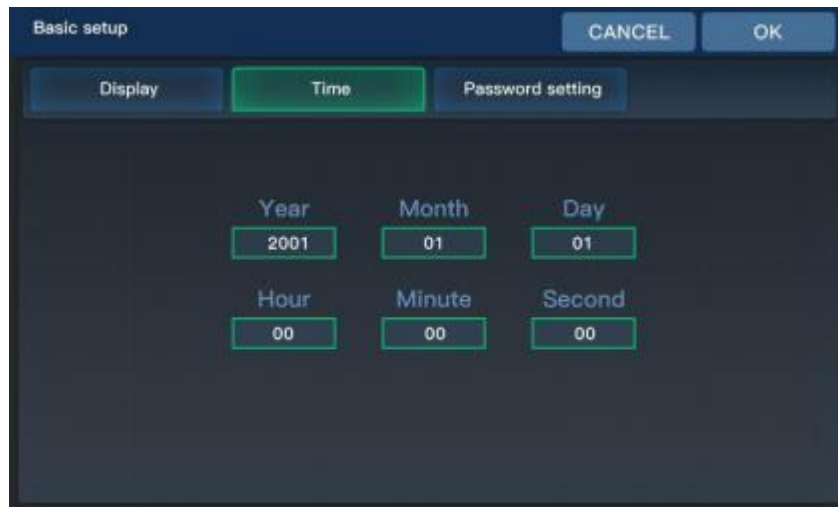 Basic setup CANCEL OK
Display Time Password setting
Year Month Day
2001 01 01
Hour Minute Second
00 00 00